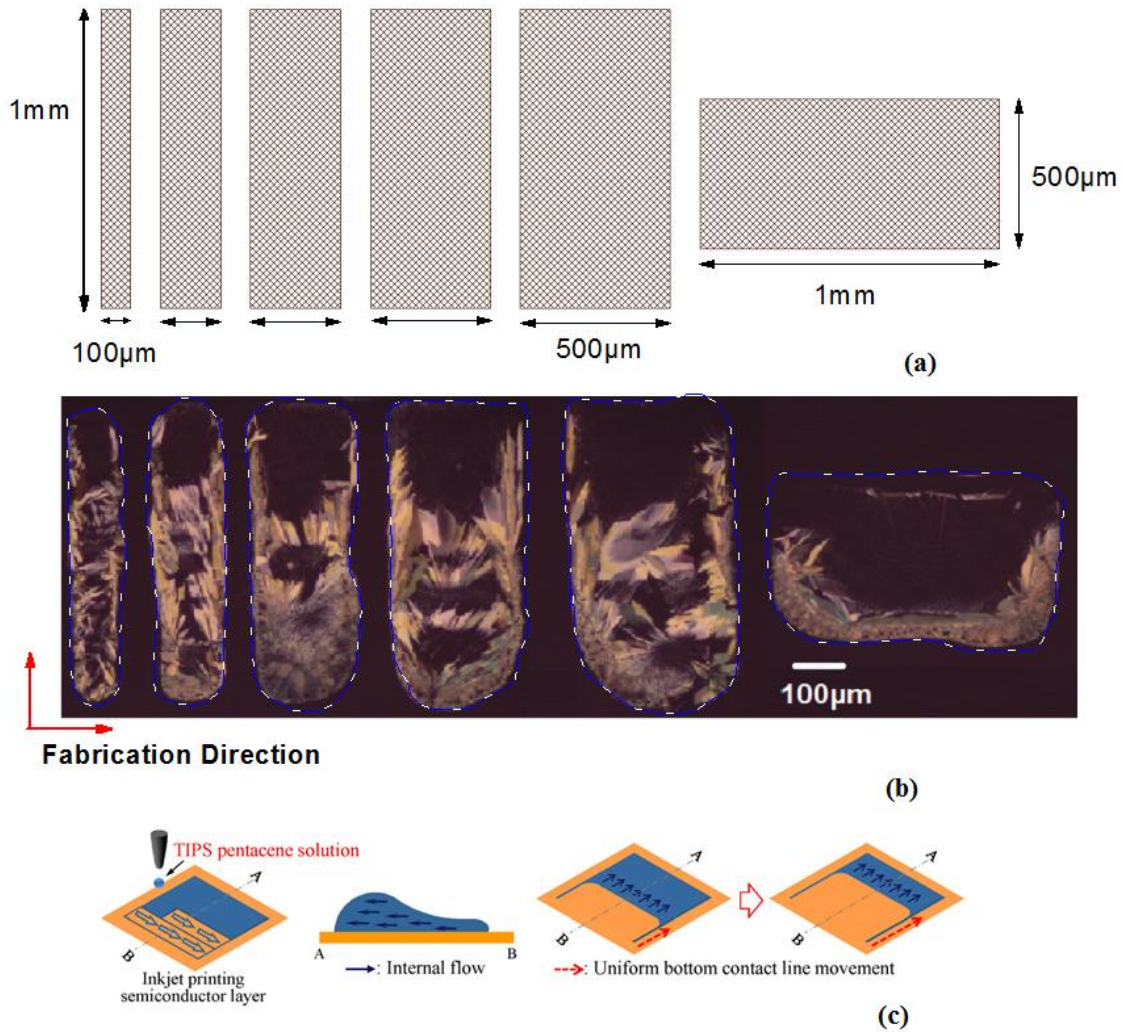 1mm
500µm
1mm
100µm
500µm
(a)
100µm
Fabrication Direction
(b)
TIPS pentacene solution
A
B
Inkjet printing
semiconductor layer
A
B
: Internal flow
A
B
A
B
: Uniform bottom contact line movement
(c)